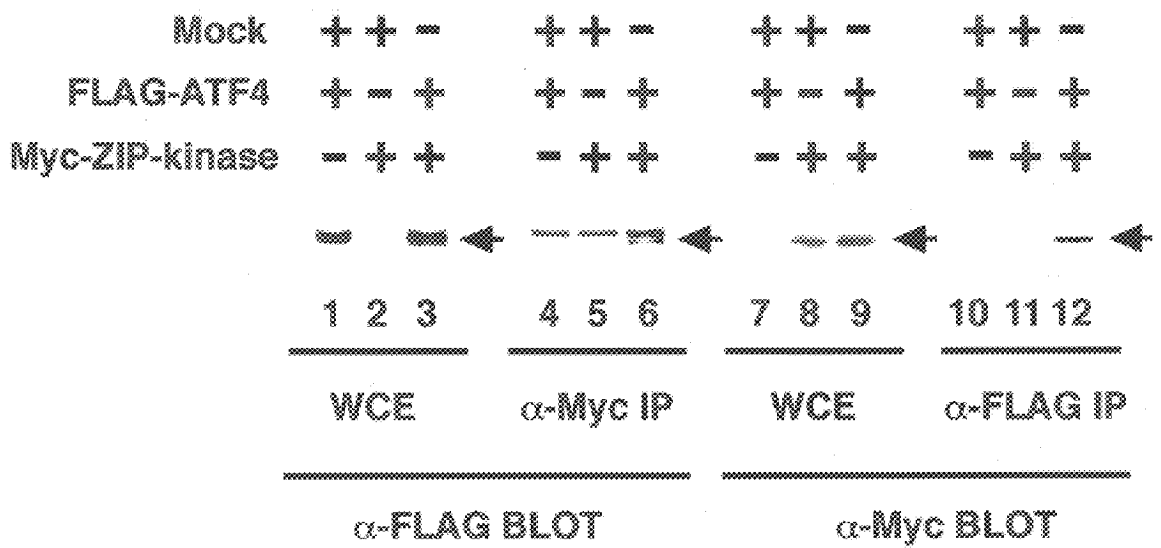 Mock + + - + + - + + - + + -
FLAG-ATF4 + - + + - + + - + + - +
Myc-ZIP-kinase - + + - + + - + + - + +
1 2 3 4 5 6 7 8 9 10 11 12
WCE α-Myc IP WCE α-FLAG IP
α-FLAG BLOT α-Myc BLOT